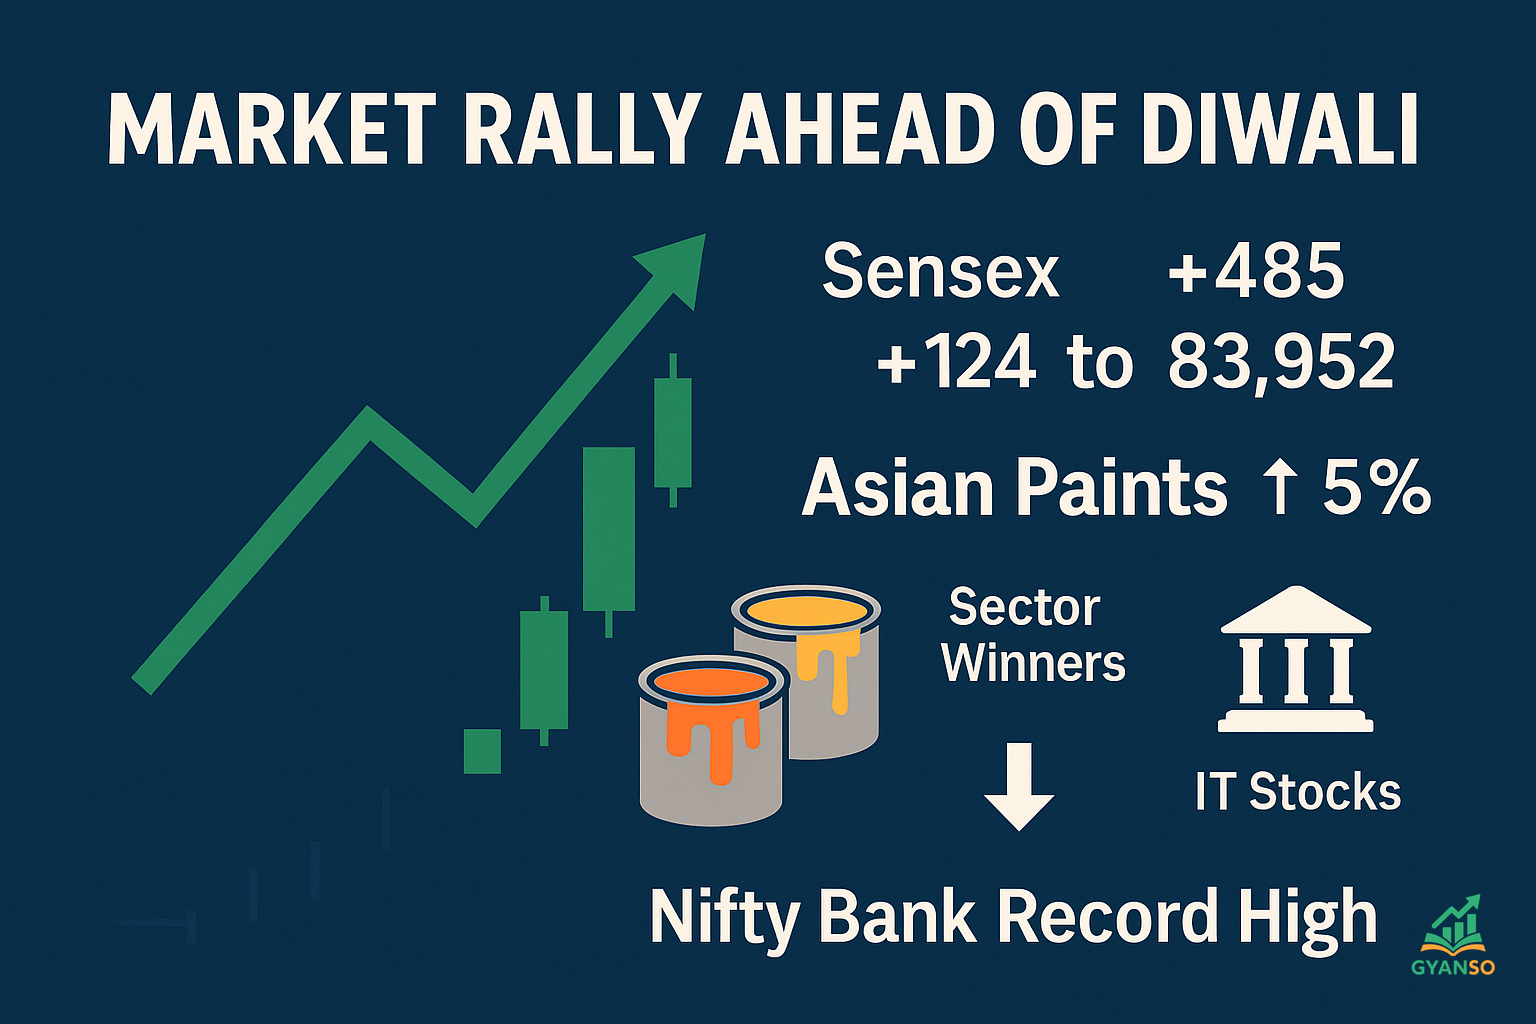 MARKET RALLY AHEAD OF DIWALI
Sensex +485
+124 to 83,952
Asian Paints ↑ 5%
Sector
Winners
IT Stocks
Nifty Bank Record High
GYANSO